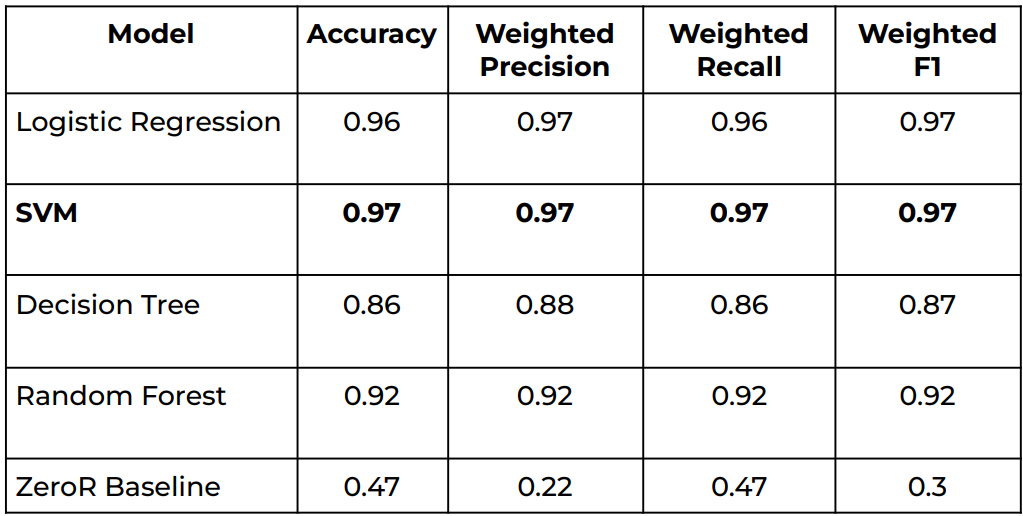 Model Accuracy Weighted Precision Weighted Recall Weighted F1
Logistic Regression 0.96 0.97 0.96 0.97
SVM 0.97 0.97 0.97 0.97
Decision Tree 0.86 0.88 0.86 0.87
Random Forest 0.92 0.92 0.92 0.92
ZeroR Baseline 0.47 0.22 0.47 0.3